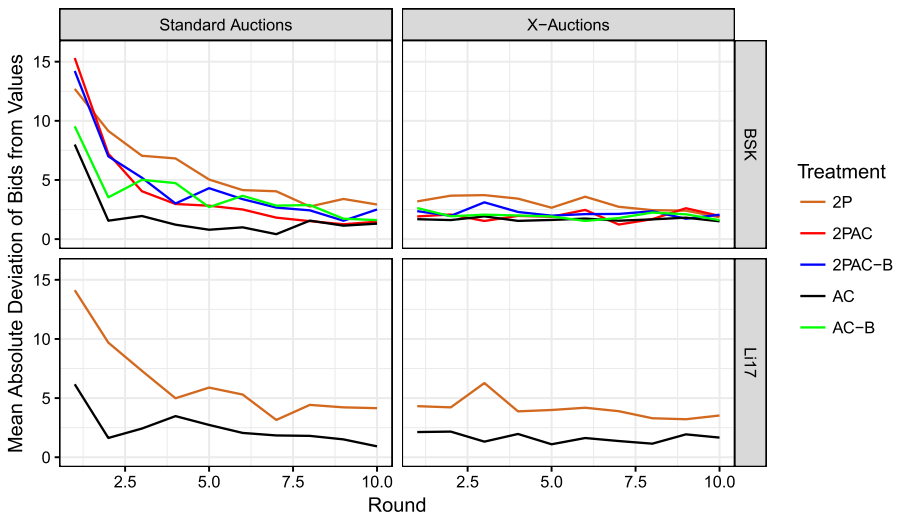 Standard Auctions
X−Auctions
Mean Absolute Deviation of Bids from Values
15
10
5
0
BSK
15
10
5
0
Li17
2.5
5.0
7.5
10.0
2.5
5.0
7.5
10.0
Round
Treatment
2P
2PAC
2PAC−B
AC
AC−B